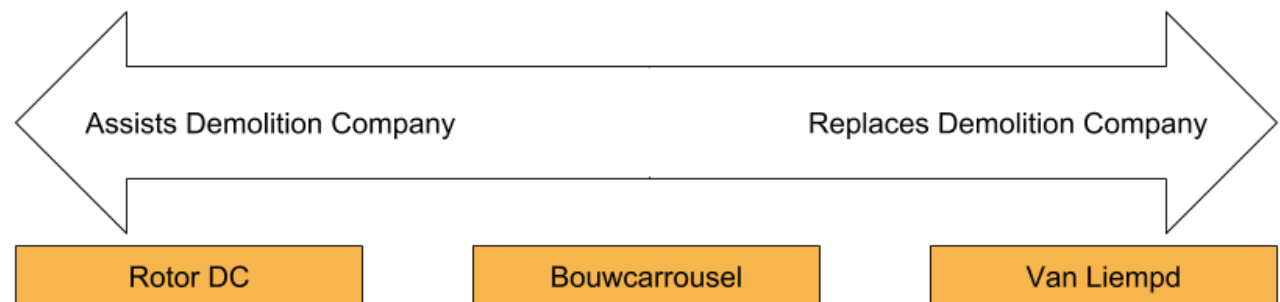 Assists Demolition Company
Replaces Demolition Company
Rotor DC
Bouwcarrousel
Van Liempd